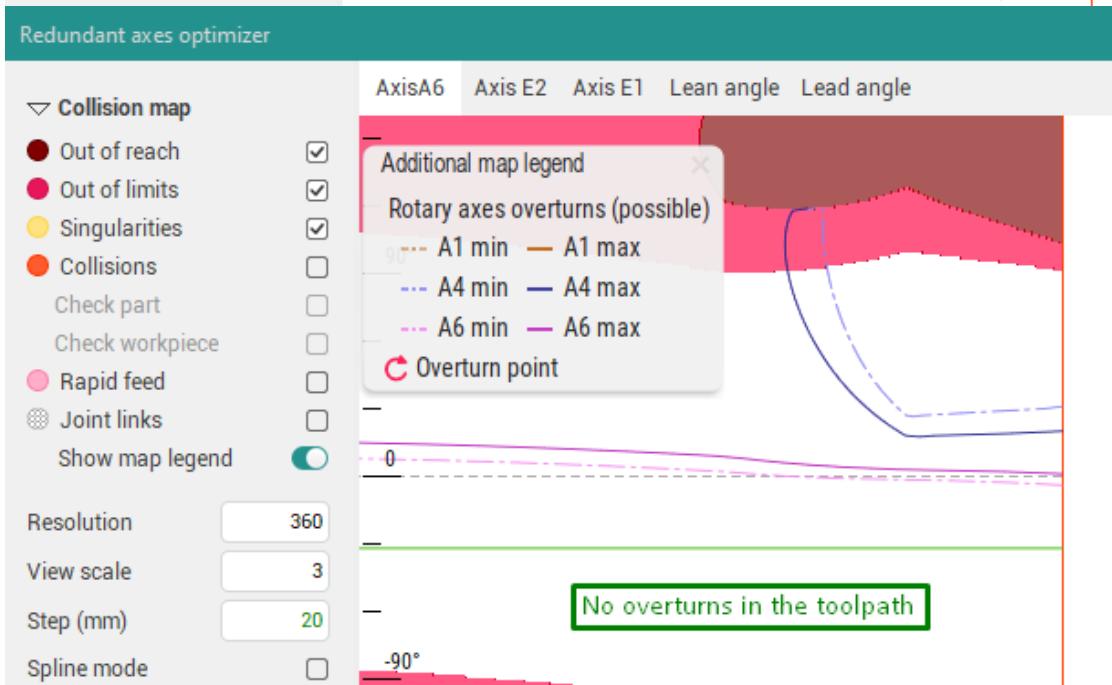 Redundant axes optimizer
AxisA6 Axis E2 Axis E1 Lean angle Lead angle
Collision map
Out of reach
Out of limits
Singularities
Collisions
Check part
Check workpiece
Rapid feed
Joint links
Show map legend
Resolution 360
View scale 3
Step (mm) 20
Spline mode
Additional map legend
Rotary axes overturns (possible)
A1 min A1 max
90°
A4 min A4 max
A6 min A6 max
Overturn point
0
No overturns in the toolpath
-90°